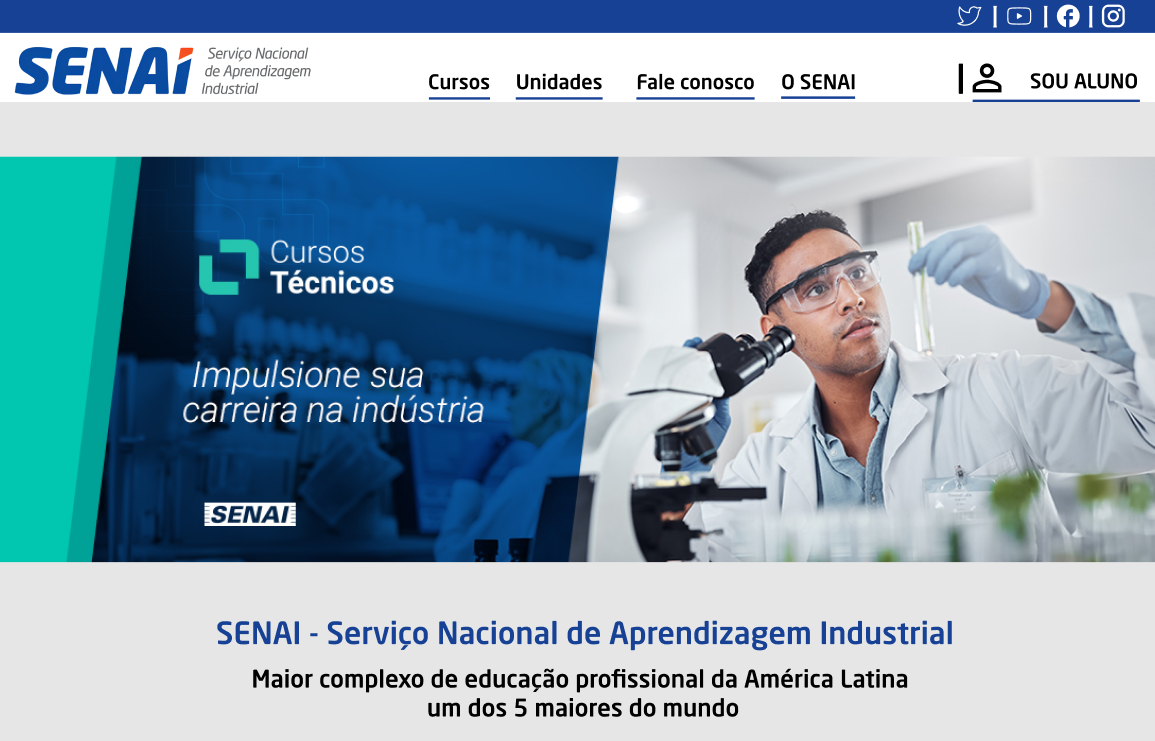 SENAI
Serviço Nacional
de Aprendizagem
Industrial
Cursos
Unidades
Fale conosco
O SENAI
SOU ALUNO
Cursos
Técnicos
Impulsione sua
carreira na indústria
SENAI
SENAI - Serviço Nacional de Aprendizagem Industrial
Maior complexo de educação profissional da América Latina
um dos 5 maiores do mundo